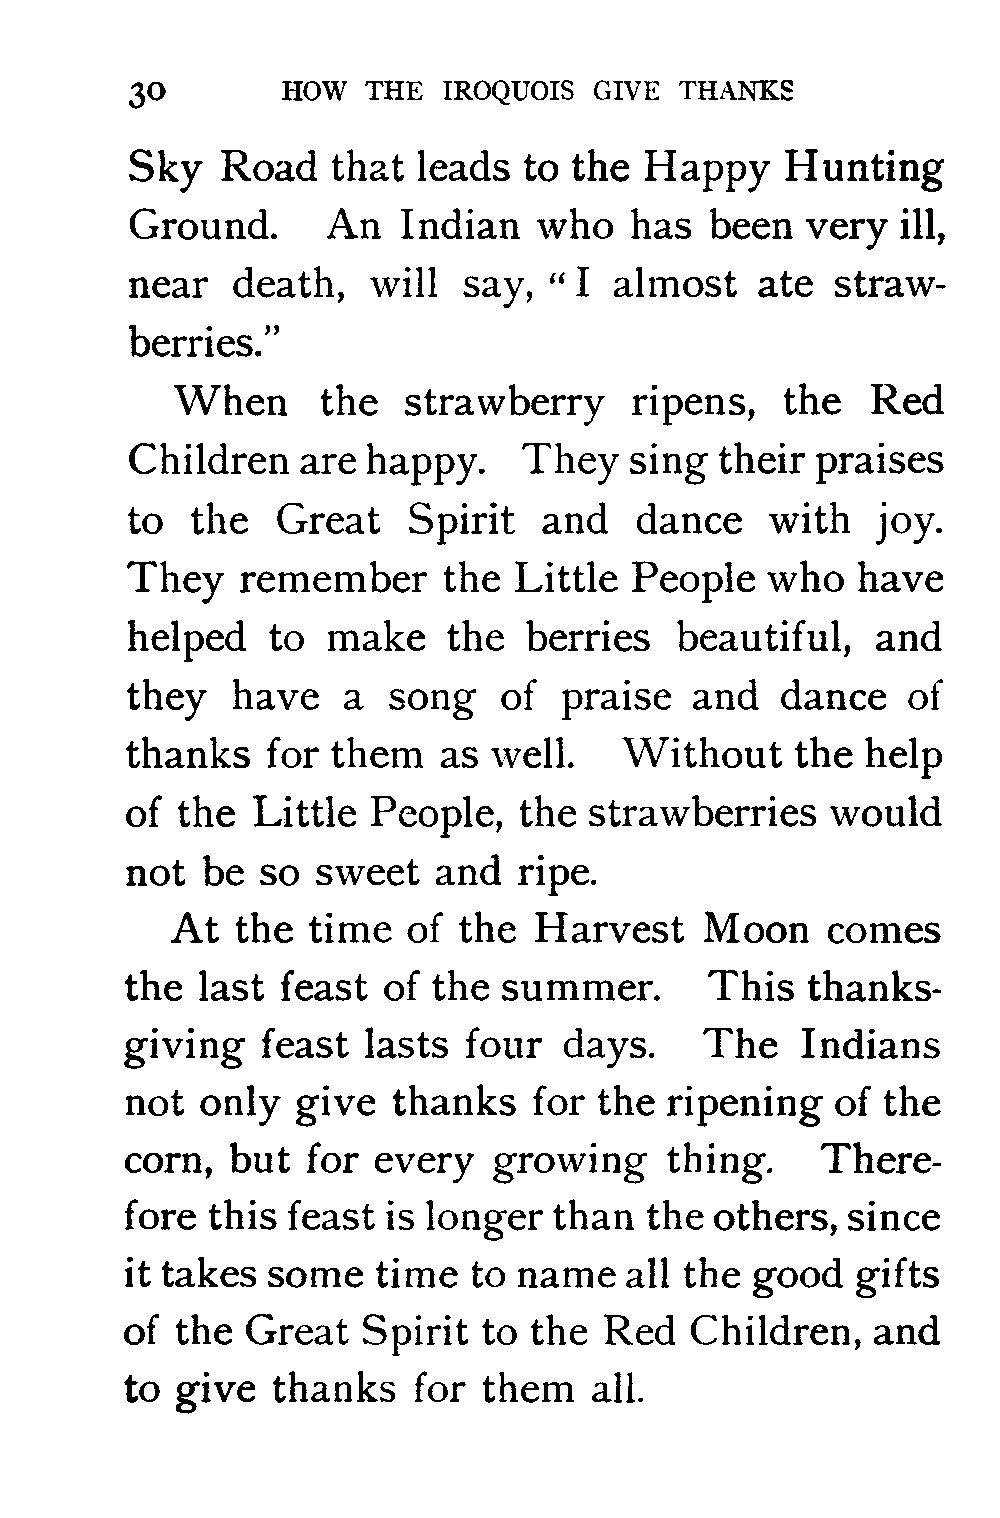 30 HOW THE IROQUOIS GIVE THANKS
Sky Road that leads to the Happy Hunting
Ground. An Indian who has been very ill,
near death, will say, “I almost ate straw-
berries.”
When the strawberry ripens, the Red
Children are happy. They sing their praises
to the Great Spirit and dance with joy.
They remember the Little People who have
helped to make the berries beautiful, and
they have a song of praise and dance of
thanks for them as well. Without the help
of the Little People, the strawberries would
not be so sweet and ripe.
At the time of the Harvest Moon comes
the last feast of the summer. This thanks-
giving feast lasts four days. The Indians
not only give thanks for the ripening of the
corn, but for every growing thing. There-
fore this feast is longer than the others, since
it takes some time to name all the good gifts
of the Great Spirit to the Red Children, and
to give thanks for them all.